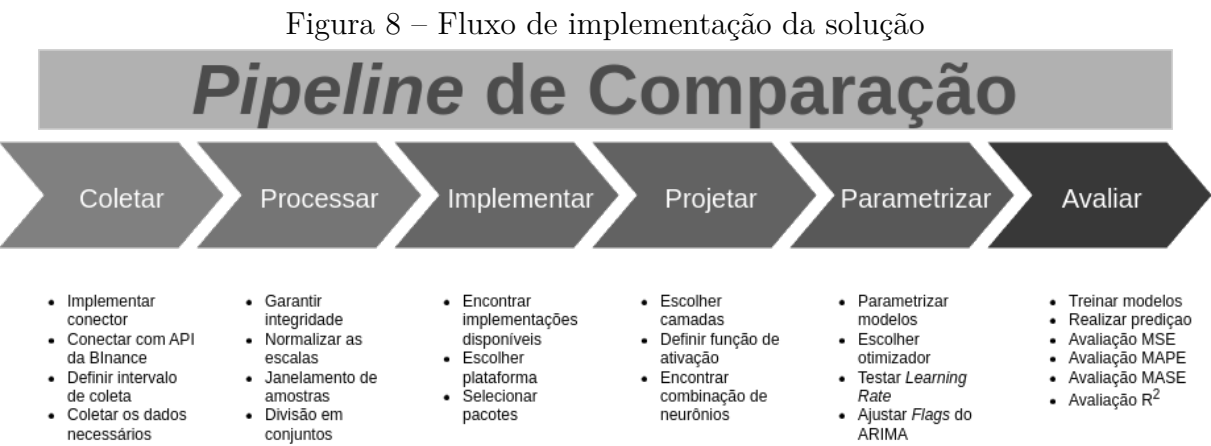 Figura 8 – Fluxo de implementação da solução
Pipeline de Comparação
Coletar
Processar
Implementar
Projetar
Parametrizar
Avaliar
• Implementar
conector
• Conectar com API
da BInance
• Definir intervalo
de coleta
• Coletar os dados
necessários
• Garantir
integridade
• Normalizar as
escalas
• Janelamento de
amostras
• Divisão em
conjuntos
• Encontrar
implementações
disponíveis
• Escolher
plataforma
• Selecionar
pacotes
• Escolher
camadas
• Definir função de
ativação
• Encontrar
combinação de
neurônios
• Parametrizar
modelos
• Escolher
otimizador
• Testar Learning
Rate
• Ajustar Flags do
ARIMA
• Treinar modelos
• Realizar prediçao
• Avaliação MSE
• Avaliação MAPE
• Avaliação MASE
• Avaliação R²